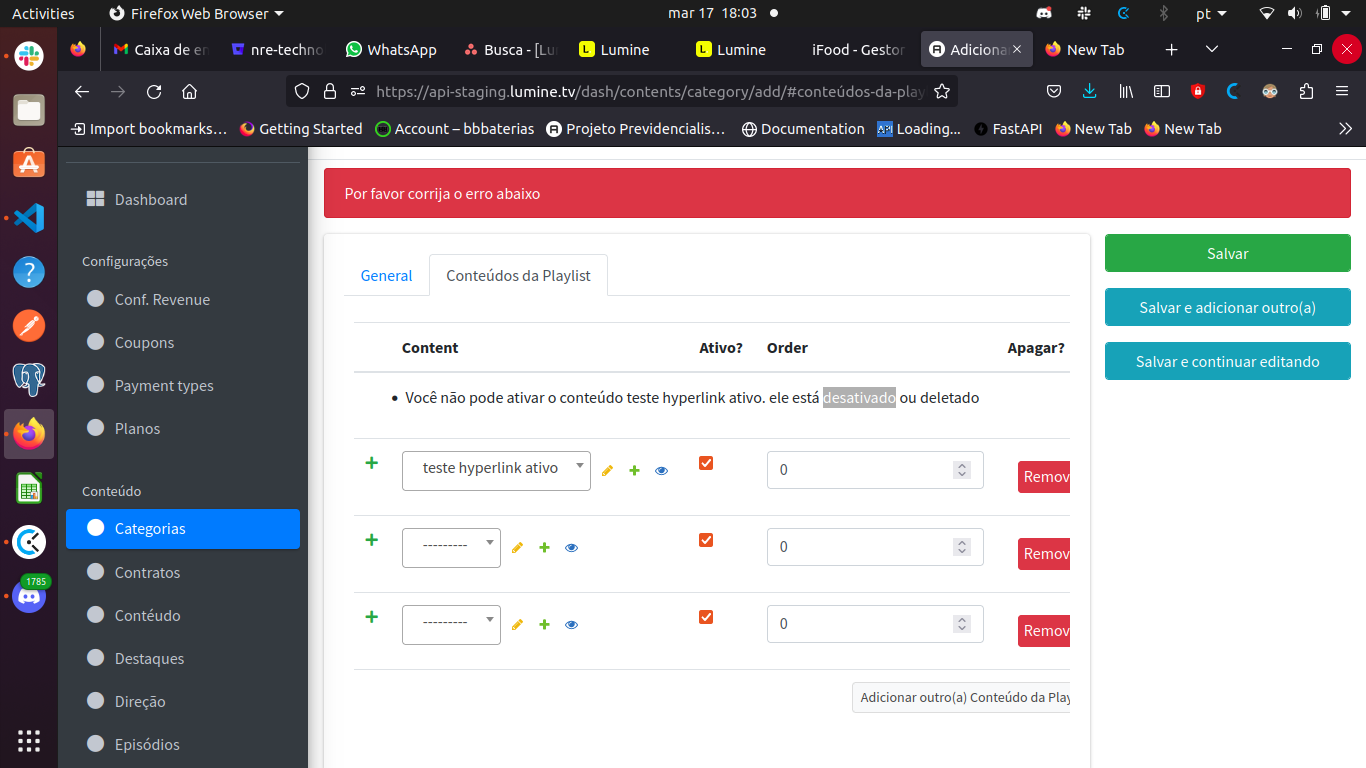 Activities Firefox Web Browser mar 17 18:03 pt
Caixa de en nre-techno WhatsApp Busca - [Lu Lumine Lumine iFood - Gestor Adiciona New Tab
https://api-staging.lumine.tv/dash/contents/category/add/#conteúdos-da-play
Import bookmarks… Getting Started Account – bbbaterias Projeto Previdencialis… Documentation API Loading... FastAPI New Tab New Tab
Dashboard
Configurações
Conf. Revenue
Coupons
Payment types
Planos
Conteúdo
Categorias
Contratos
Contéudo
Destaques
Direção
Episódios
1785
Por favor corrija o erro abaixo
General Conteúdos da Playlist
Content Ativo? Order Apagar?
Você não pode ativar o conteúdo teste hyperlink ativo. ele está desativado ou deletado
teste hyperlink ativo 0 Remov
--------- 0 Remov
--------- 0 Remov
Adicionar outro(a) Conteúdo da Play
Salvar
Salvar e adicionar outro(a)
Salvar e continuar editando